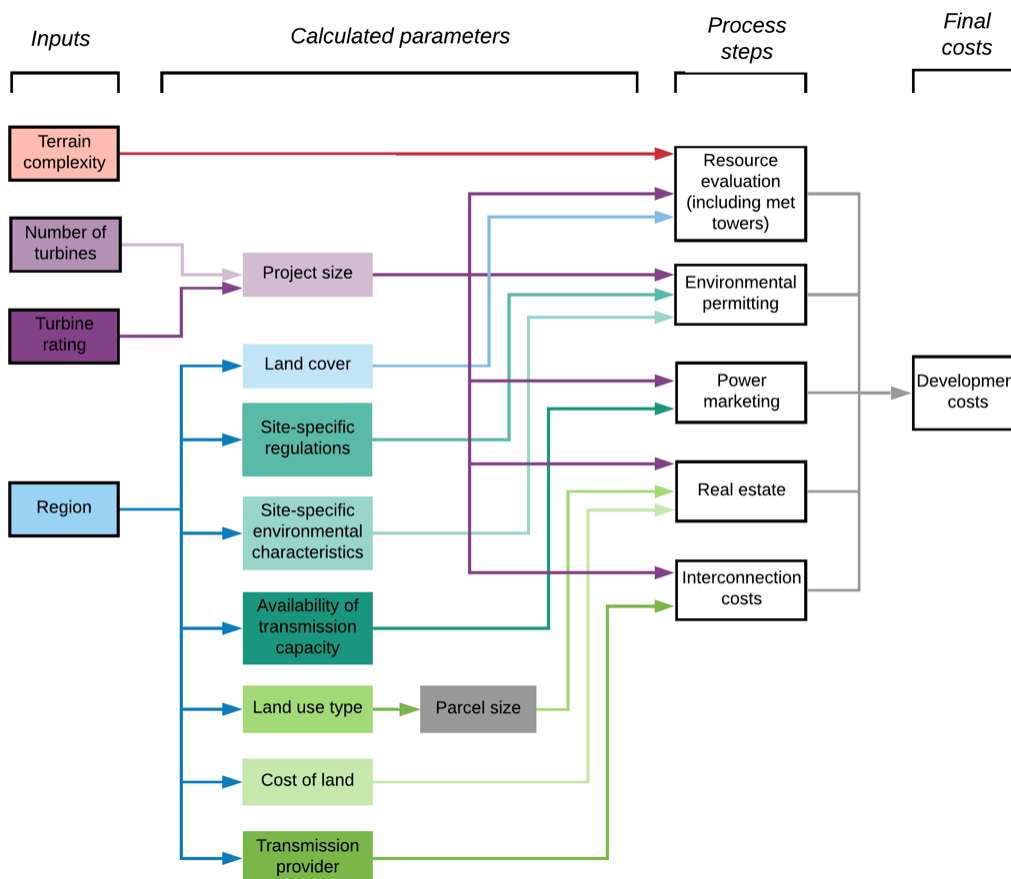 Inputs
Calculated parameters
Process
steps
Final
costs
Terrain
complexity
Number of
turbines
Turbine
rating
Region
Project size
Land cover
Site-specific
regulations
Site-specific
environmental
characteristics
Availability of
transmission
capacity
Land use type
Parcel size
Cost of land
Transmission
provider
Resource
evaluation
(including met
towers)
Environmental
permitting
Power
marketing
Real estate
Interconnection
costs
Developmen
costs